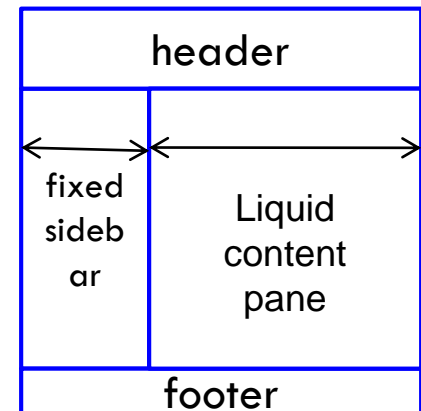 header
fixed
sideb
ar
Liquid
content
pane
footer